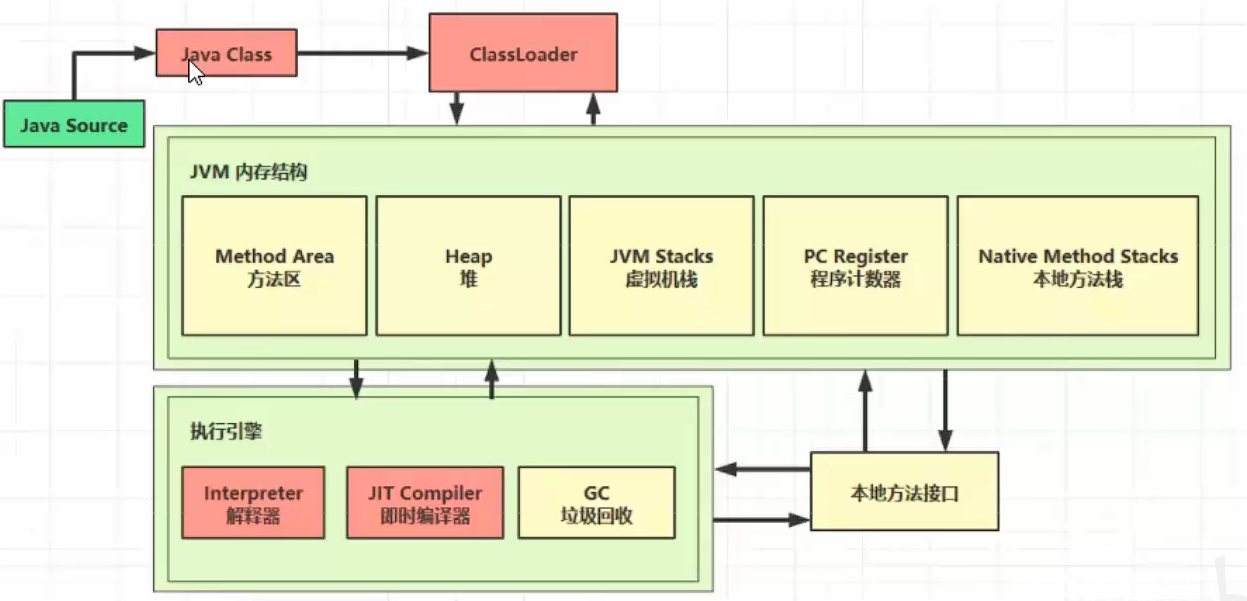 Java Class
ClassLoader
Java Source
JVM 内存结构
Method Area
方法区
Heap
堆
JVM Stacks
虚拟机栈
PC Register
程序计数器
Native Method Stacks
本地方法栈
执行引擎
Interpreter
解释器
JIT Compiler
即时编译器
GC
垃圾回收
本地方法接口